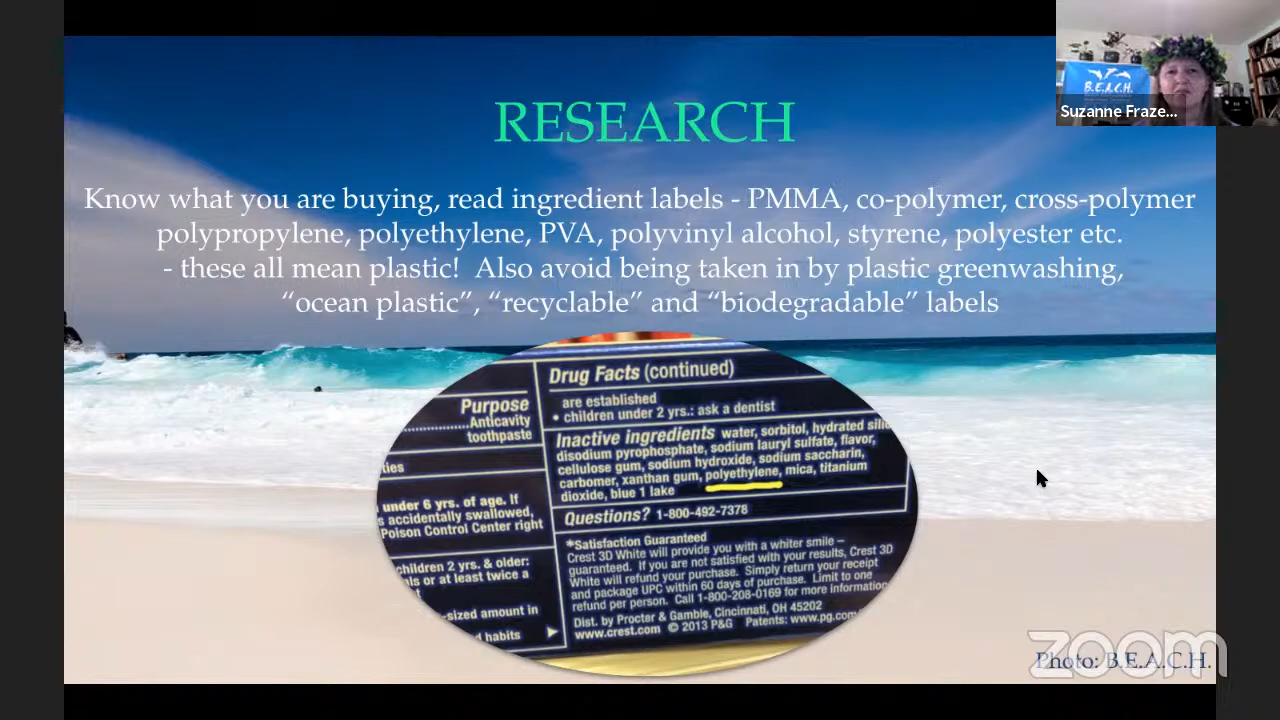 B.E.A.C.H.
Suzanne Fraze...
RESEARCH
Know what you are buying, read ingredient labels - PMMA, co-polymer, cross-polymer
polypropylene, polyethylene, PVA, polyvinyl alcohol, styrene, polyester etc.
- these all mean plastic! Also avoid being taken in by plastic greenwashing,
“ocean plastic”, “recyclable” and “biodegradable” labels
Purpose
Anticavity
toothpaste
ties
under 6 yrs. of age. If
s accidentally swallowed,
Poison Control Center right
children 2 yrs. & older:
or at least twice a
sized amount in
habits
Drug Facts (continued)
are established
• children under 2 yrs.: ask a dentist
Inactive ingredients water, sorbitol, hydrated
disodium pyrophosphate, sodium lauryl sulfate, flavor,
cellulose gum, sodium hydroxide, sodium saccharin,
carbomer, xanthan gum, polyethylene, mica, titanium
dioxide, blue 1 lake
Questions? 1-800-492-7378
*Satisfaction Guaranteed
Crest 3D White will provide you with a whiter smile –
guaranteed. If you are not satisfied with your results, Crest 3D
White will refund your purchase. Simply return your receipt
and package UPC within 60 days of purchase. Limit to one
refund per person. Call 1-800-208-0169 for more information
Dist. by Procter & Gamble, Cincinnati, OH 45202
www.crest.com © 2013 P&G Patents: www.pg.com
Photo: B.E.A.C.H.
zoom